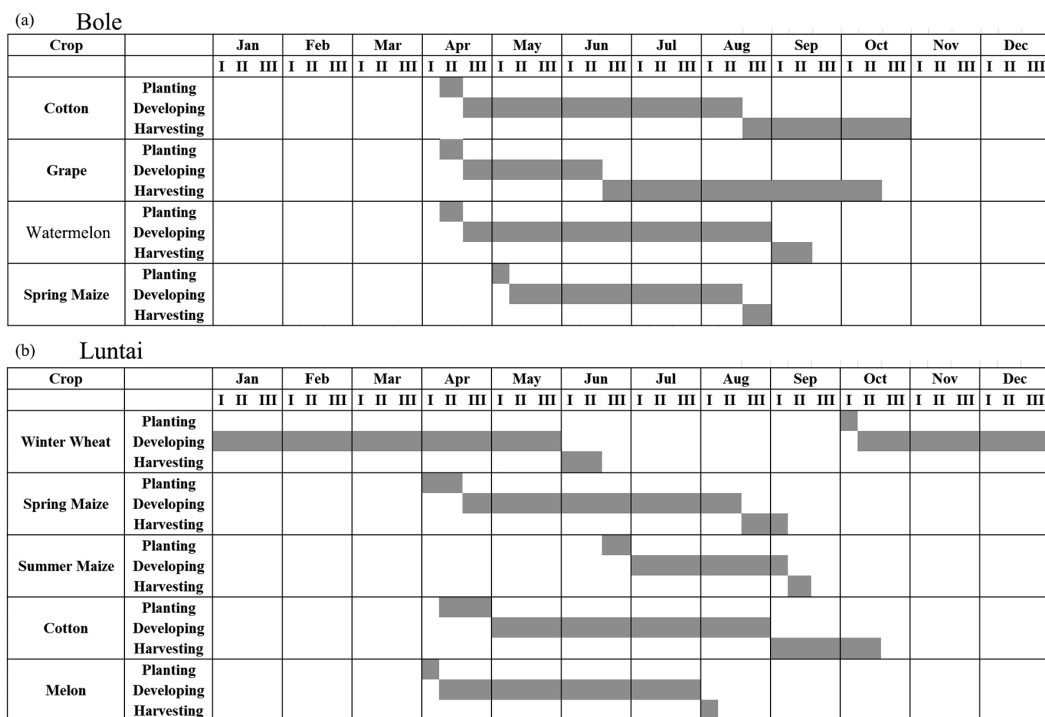 (a) Bole
Crop Jan Feb Mar Apr May Jun Jul Aug Sep Oct Nov Dec
I II III I II III I II III I II III I II III I II III I II III I II III I II III I II III I II III I II III
Planting
Cotton Developing
Harvesting
Planting
Grape Developing
Harvesting
Planting
Watermelon Developing
Harvesting
Planting
Spring Maize Developing
Harvesting
(b) Luntai
Crop Jan Feb Mar Apr May Jun Jul Aug Sep Oct Nov Dec
I II III I II III I II III I II III I II III I II III I II III I II III I II III I II III I II III I II III
Planting
Winter Wheat Developing
Harvesting
Planting
Spring Maize Developing
Harvesting
Planting
Summer Maize Developing
Harvesting
Planting
Cotton Developing
Harvesting
Planting
Melon Developing
Harvesting